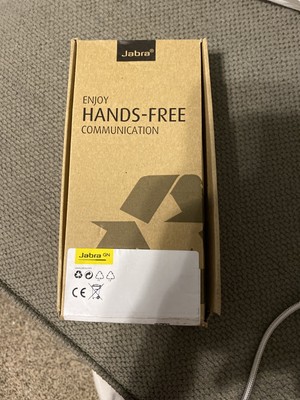 Jabra®
ENJOY
HANDS-FREE
COMMUNICATION
Jabra GN
CE